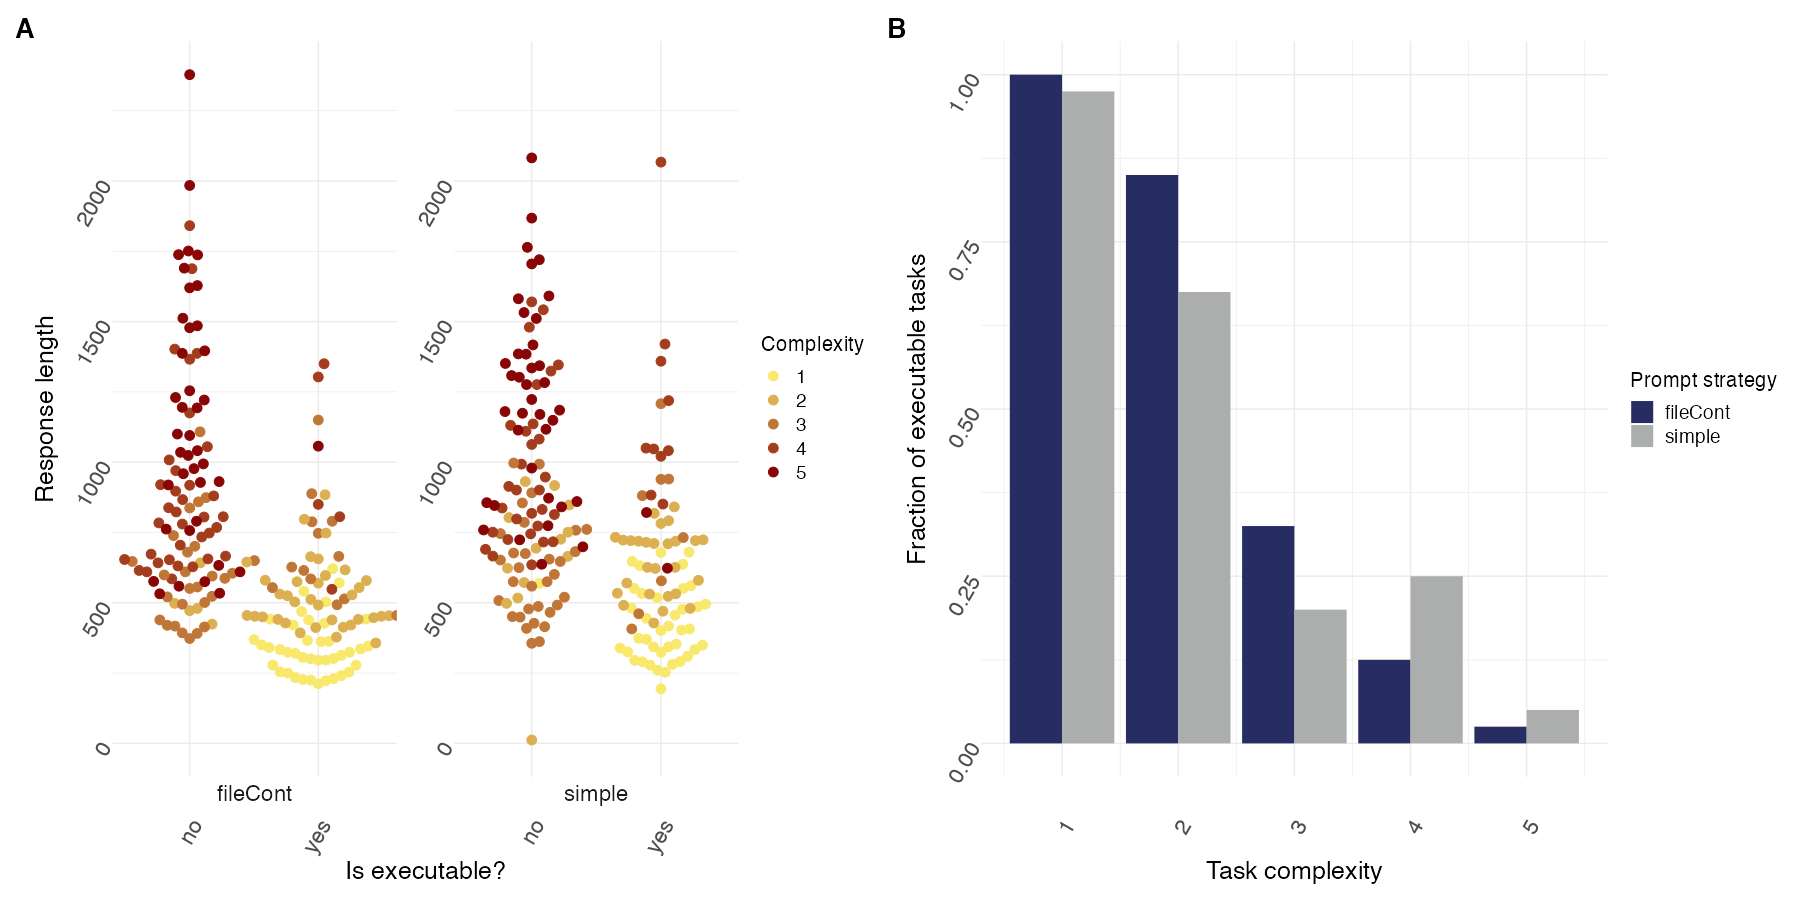 A
Response length
2000
1500
1000
500
0
2000
1500
1000
500
0
fileCont
simple
no
yes
no
yes
Is executable?
Complexity
1
2
3
4
5
B
Fraction of executable tasks
1.00
0.75
0.50
0.25
0.00
1
2
3
4
5
Task complexity
Prompt strategy
fileCont
simple